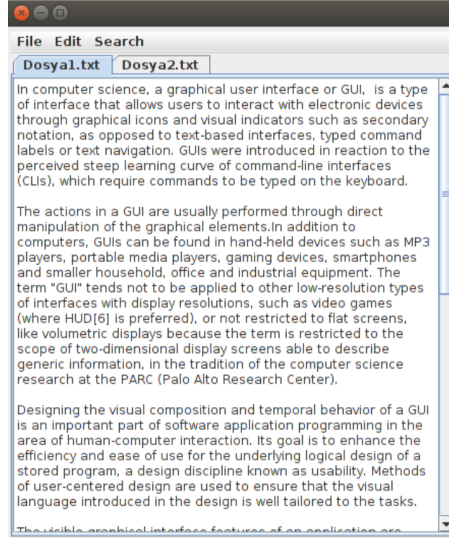 File Edit Search
Dosya1.txt Dosya2.txt
In computer science, a graphical user interface or GUI,  is a type
of interface that allows users to interact with electronic devices
through graphical icons and visual indicators such as secondary
notation, as opposed to text-based interfaces, typed command
labels or text navigation. GUIs were introduced in reaction to the
perceived steep learning curve of command-line interfaces
(CLIs), which require commands to be typed on the keyboard.
The actions in a GUI are usually performed through direct
manipulation of the graphical elements.In addition to
computers, GUIs can be found in hand-held devices such as MP3
players, portable media players, gaming devices, smartphones
and smaller household, office and industrial equipment. The
term "GUI" tends not to be applied to other low-resolution types
of interfaces with display resolutions, such as video games
(where HUD[6] is preferred), or not restricted to flat screens,
like volumetric displays because the term is restricted to the
scope of two-dimensional display screens able to describe
generic information, in the tradition of the computer science
research at the PARC (Palo Alto Research Center).
Designing the visual composition and temporal behavior of a GUI
is an important part of software application programming in the
area of human-computer interaction. Its goal is to enhance the
efficiency and ease of use for the underlying logical design of a
stored program, a design discipline known as usability. Methods
of user-centered design are used to ensure that the visual
language introduced in the design is well tailored to the tasks.
The visible graphical interface features of an application are